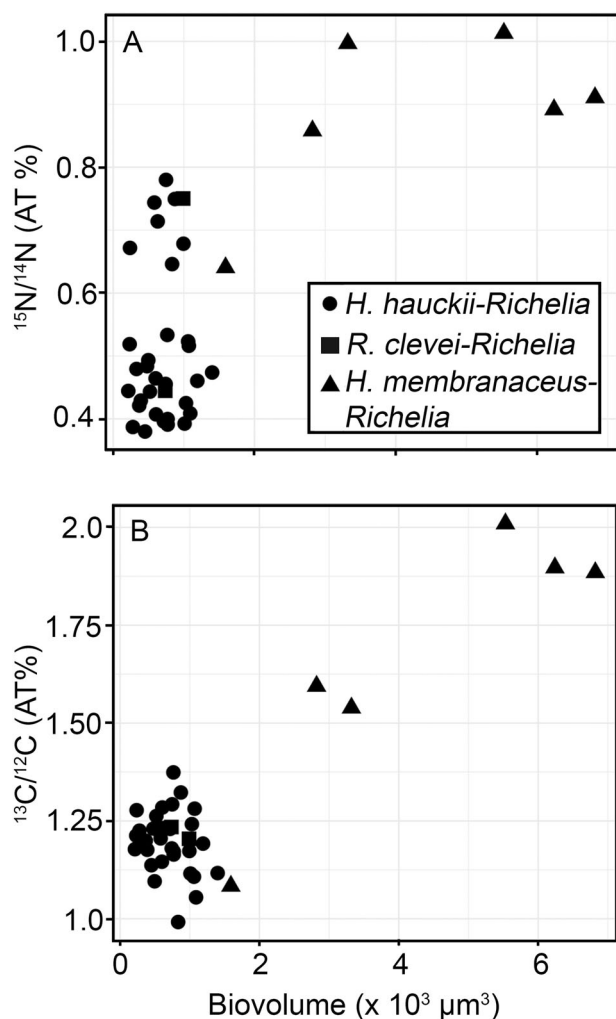 A
1.0
0.8
0.6
0.4
¹⁵N/¹⁴N (AT %)
H. hauckii-Richelia
R. clevei-Richelia
H. membranaceus-
Richelia
B
2.0
1.75
1.50
1.25
1.0
¹³C/¹²C (AT%)
0 2 4 6
Biovolume (x 10³ µm³)